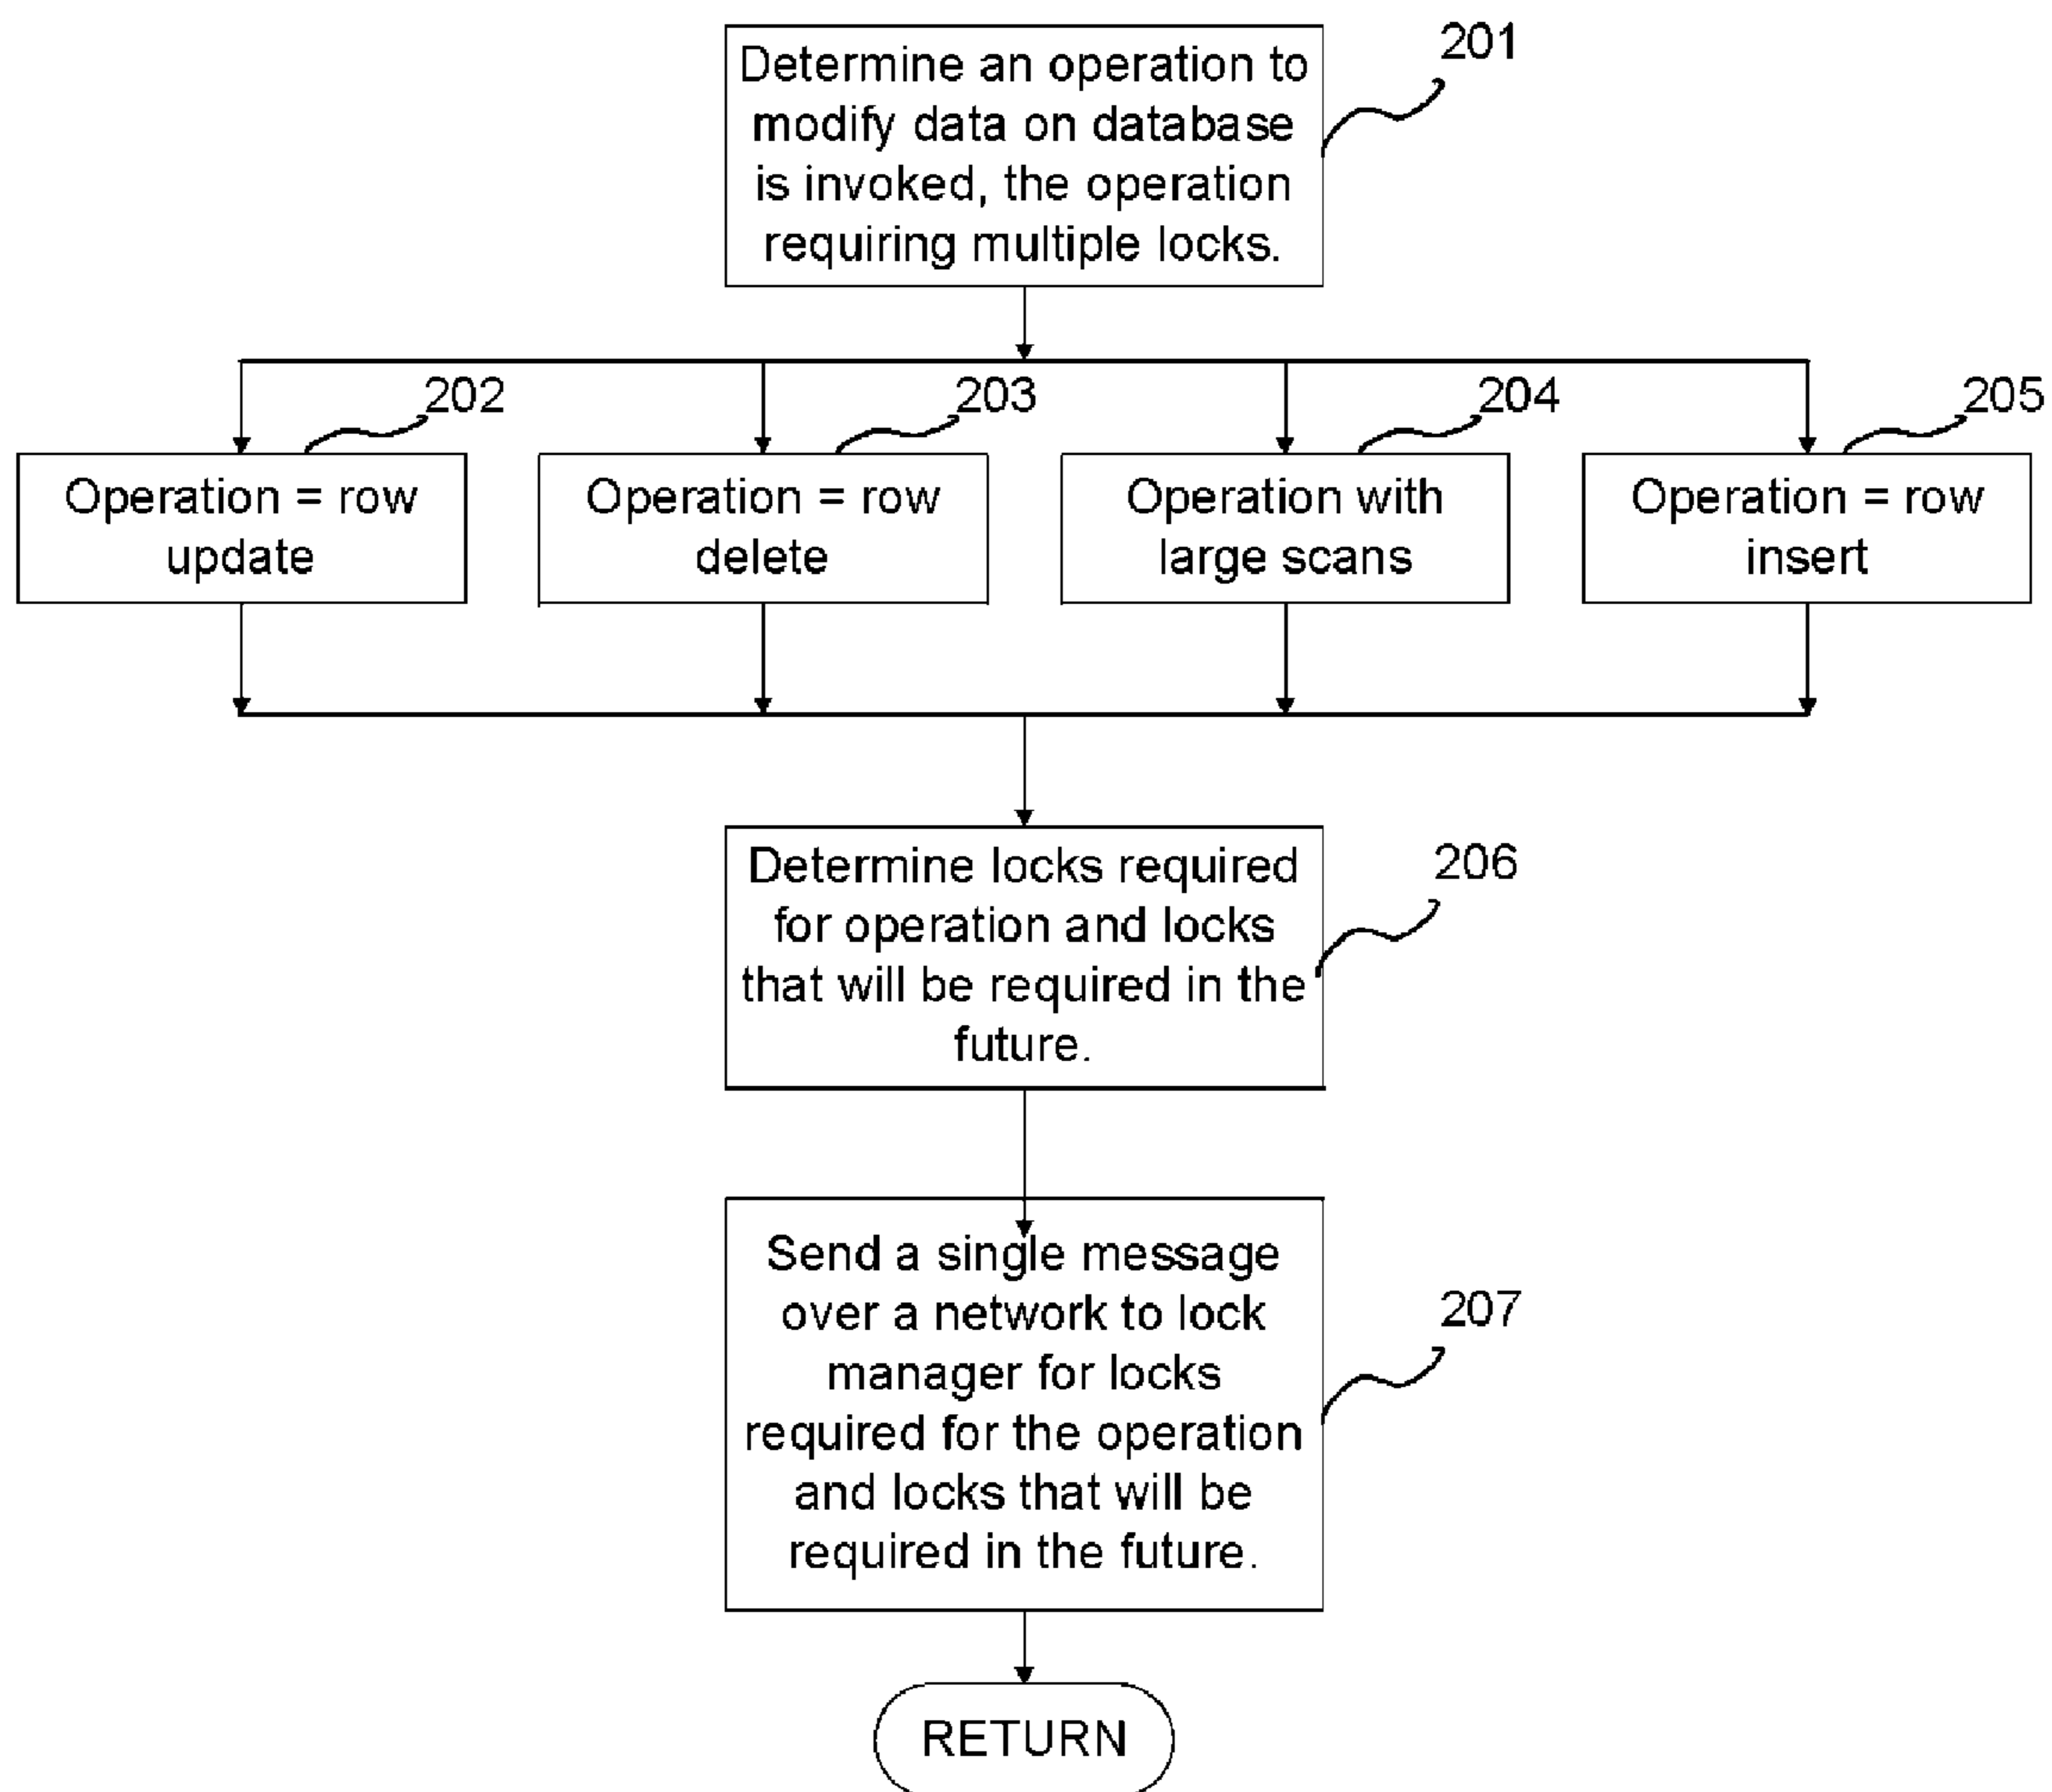 Determine an operation to
modify data on database
is invoked, the operation
requiring multiple locks.
201
202
203
204
205
Operation = row
update
Operation = row
delete
Operation with
large scans
Operation = row
insert
Determine locks required
for operation and locks
that will be required in the
future.
206
Send a single message
over a network to lock
manager for locks
required for the operation
and locks that will be
required in the future.
207
RETURN